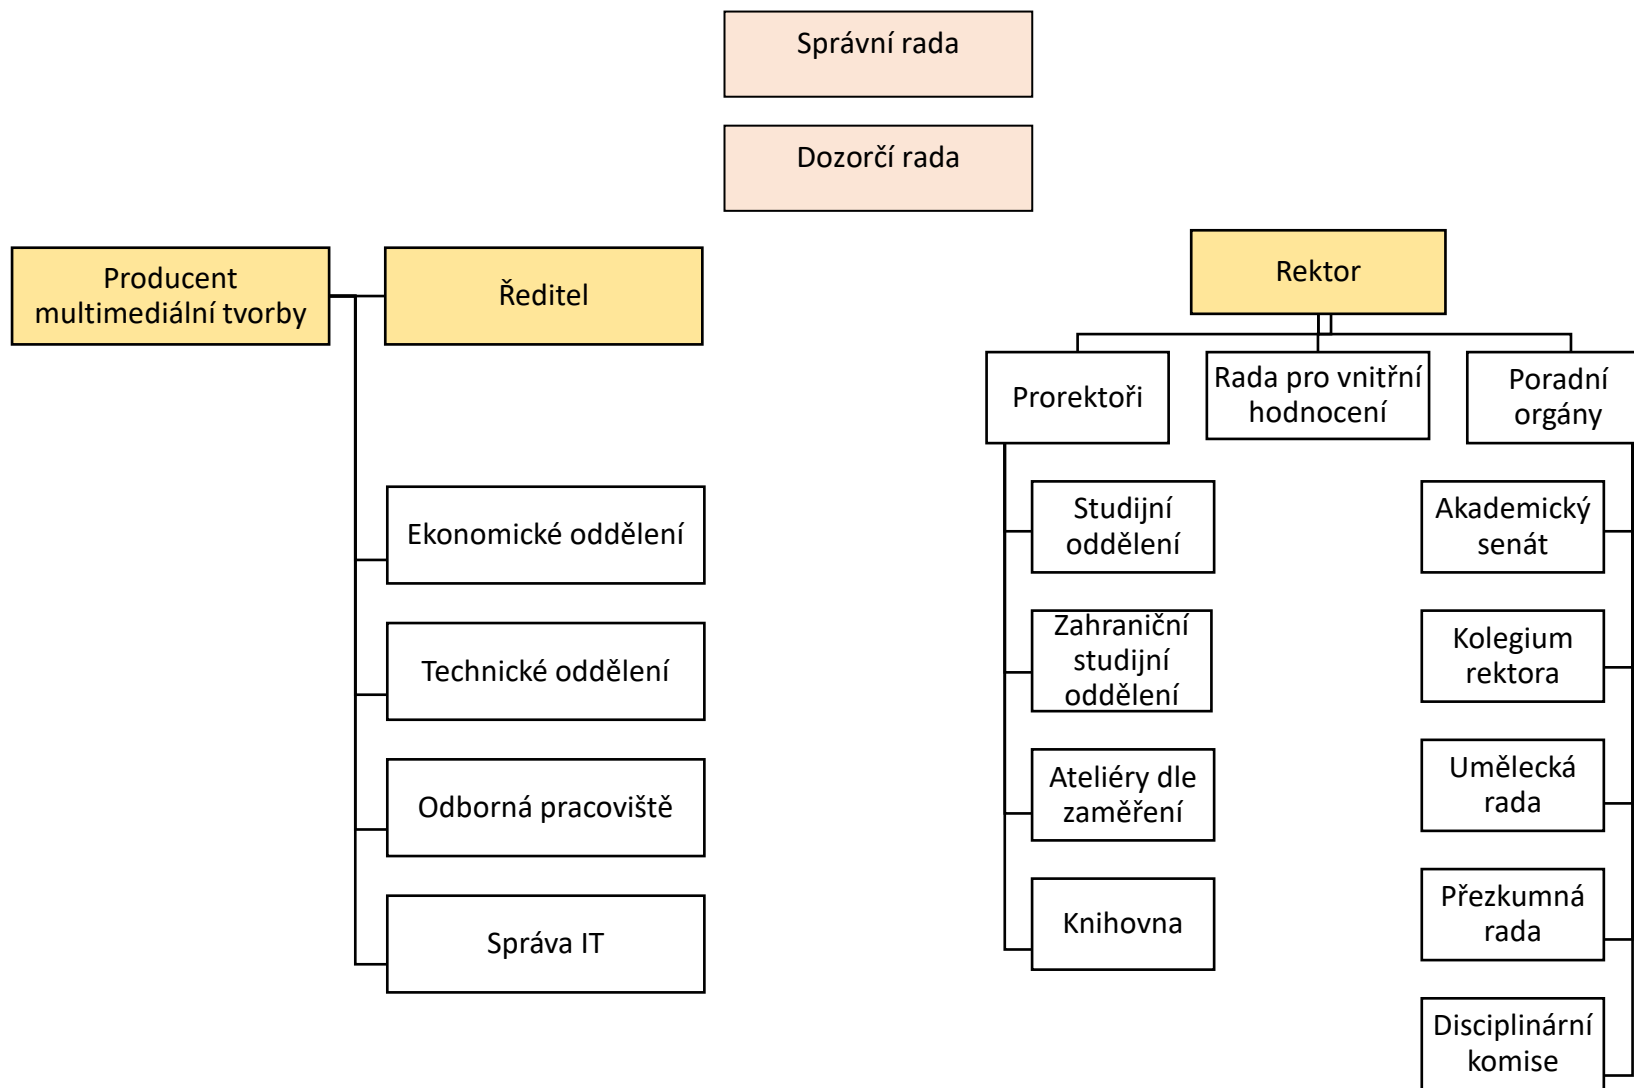 Správní rada
Dozorčí rada
Producent
multimediální tvorby
Ředitel
Rektor
Prorektoři
Rada pro vnitřní
hodnocení
Poradní
orgány
Ekonomické oddělení
Technické oddělení
Odborná pracoviště
Správa IT
Studijní
oddělení
Zahraniční
studijní
oddělení
Ateliéry dle
zaměření
Knihovna
Akademický
senát
Kolegium
rektora
Umělecká
rada
Přezkumná
rada
Disciplinární
komise